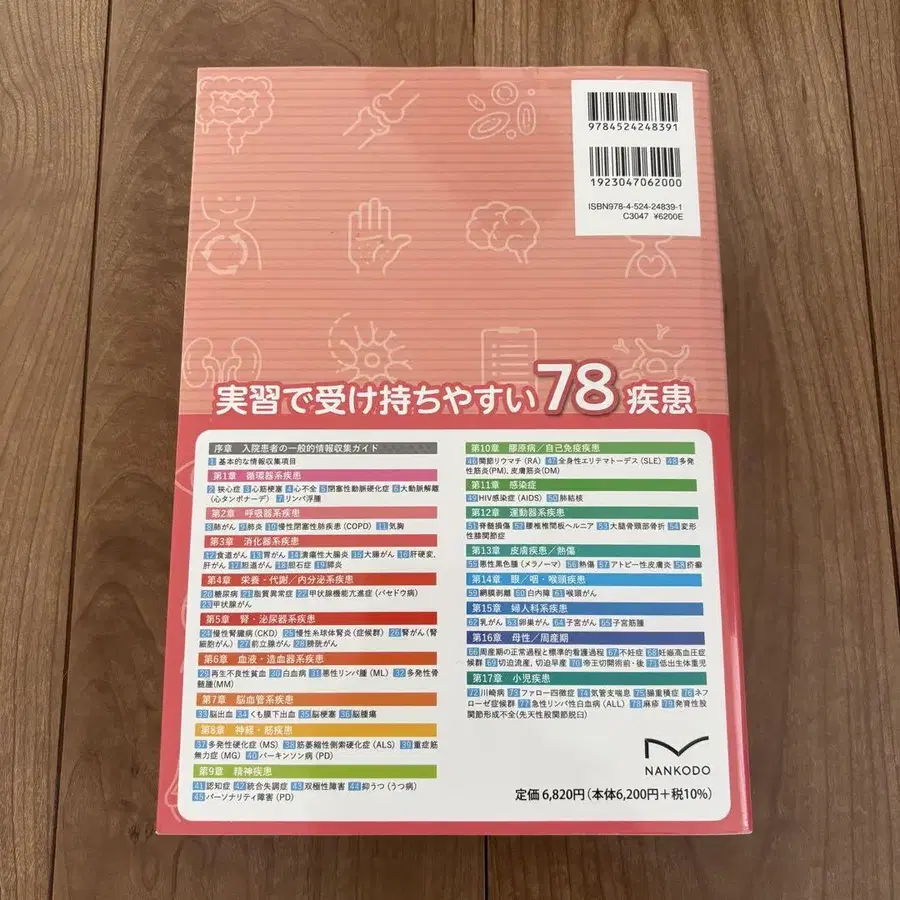 9784524248391
1923047062000
ISBN978-4-524-24839-1
C3047 ¥6200E
実習で受け持ちやすい78疾患
序章 入院患者の一般的情報収集ガイド
1 基本的な情報収集項目
第1章 循環器系疾患
2 狭心症 3 心筋梗塞 4 心不全 5 閉塞性動脈硬化症 6 大動脈解離
(心タンポナーデ) 7 リンパ浮腫
第2章 呼吸器系疾患
8 肺がん 9 肺炎 10 慢性閉塞性肺疾患(COPD) 11 気胸
第3章 消化器系疾患
12 食道がん 13 胃がん 14 潰瘍性大腸炎 15 大腸がん 16 肝硬変,
肝がん 17 胆道がん 18 胆石症 19 膵炎
第4章 栄養・代謝/内分泌系疾患
20 糖尿病 21 脂質異常症 22 甲状腺機能亢進症(バセドウ病)
23 甲状腺がん
第5章 腎・泌尿器系疾患
24 慢性腎臓病(CKD) 25 慢性糸球体腎炎(症候群) 26 腎がん(腎
細胞がん) 27 前立腺がん 28 膀胱がん
第6章 血液・造血器系疾患
29 再生不良性貧血 30 白血病 31 悪性リンパ腫(ML) 32 多発性骨
髄腫(MM)
第7章 脳血管系疾患
33 脳出血 34 くも膜下出血 35 脳梗塞 36 脳腫瘍
第8章 神経・筋疾患
37 多発性硬化症(MS) 38 筋萎縮性側索硬化症(ALS) 39 重症筋
無力症(MG) 40 パーキンソン病(PD)
第9章 精神疾患
41 認知症 42 統合失調症 43 双極性障害 44 抑うつ(うつ病)
45 パーソナリティ障害(PD)
第10章 膠原病/自己免疫疾患
46 関節リウマチ(RA) 47 全身性エリテマトーデス(SLE) 48 多発
性筋炎(PM)、皮膚筋炎(DM)
第11章 感染症
49 HIV感染症(AIDS) 50 肺結核
第12章 運動器系疾患
51 脊髄損傷 52 腰椎椎間板ヘルニア 53 大腿骨頸部骨折 54 変形
性膝関節症
第13章 皮膚疾患/熱傷
55 悪性黒色腫(メラノーマ) 56 熱傷 57 アトピー性皮膚炎 58 疥癬
第14章 眼/咽・喉頭疾患
59 網膜剥離 60 白内障 61 喉頭がん
第15章 婦人科系疾患
62 乳がん 63 卵巣がん 64 子宮がん 65 子宮筋腫
第16章 母性/周産期
66 周産期の正常過程と標準的看護過程 67 不妊症 68 妊娠高血圧症
候群 69 切迫流産, 切迫早産 70 帝王切開術前・後 71 低出生体重児
第17章 小児疾患
72 川崎病 73 ファロー四徴症 74 気管支喘息 75 腸重積症 76 ネフ
ローゼ症候群 77 急性リンパ性白血病(ALL) 78 麻疹 79 発育性股
関節形成不全(先天性股関節脱臼)
NANKODO
定価 6,820円(本体6,200円+税10%)